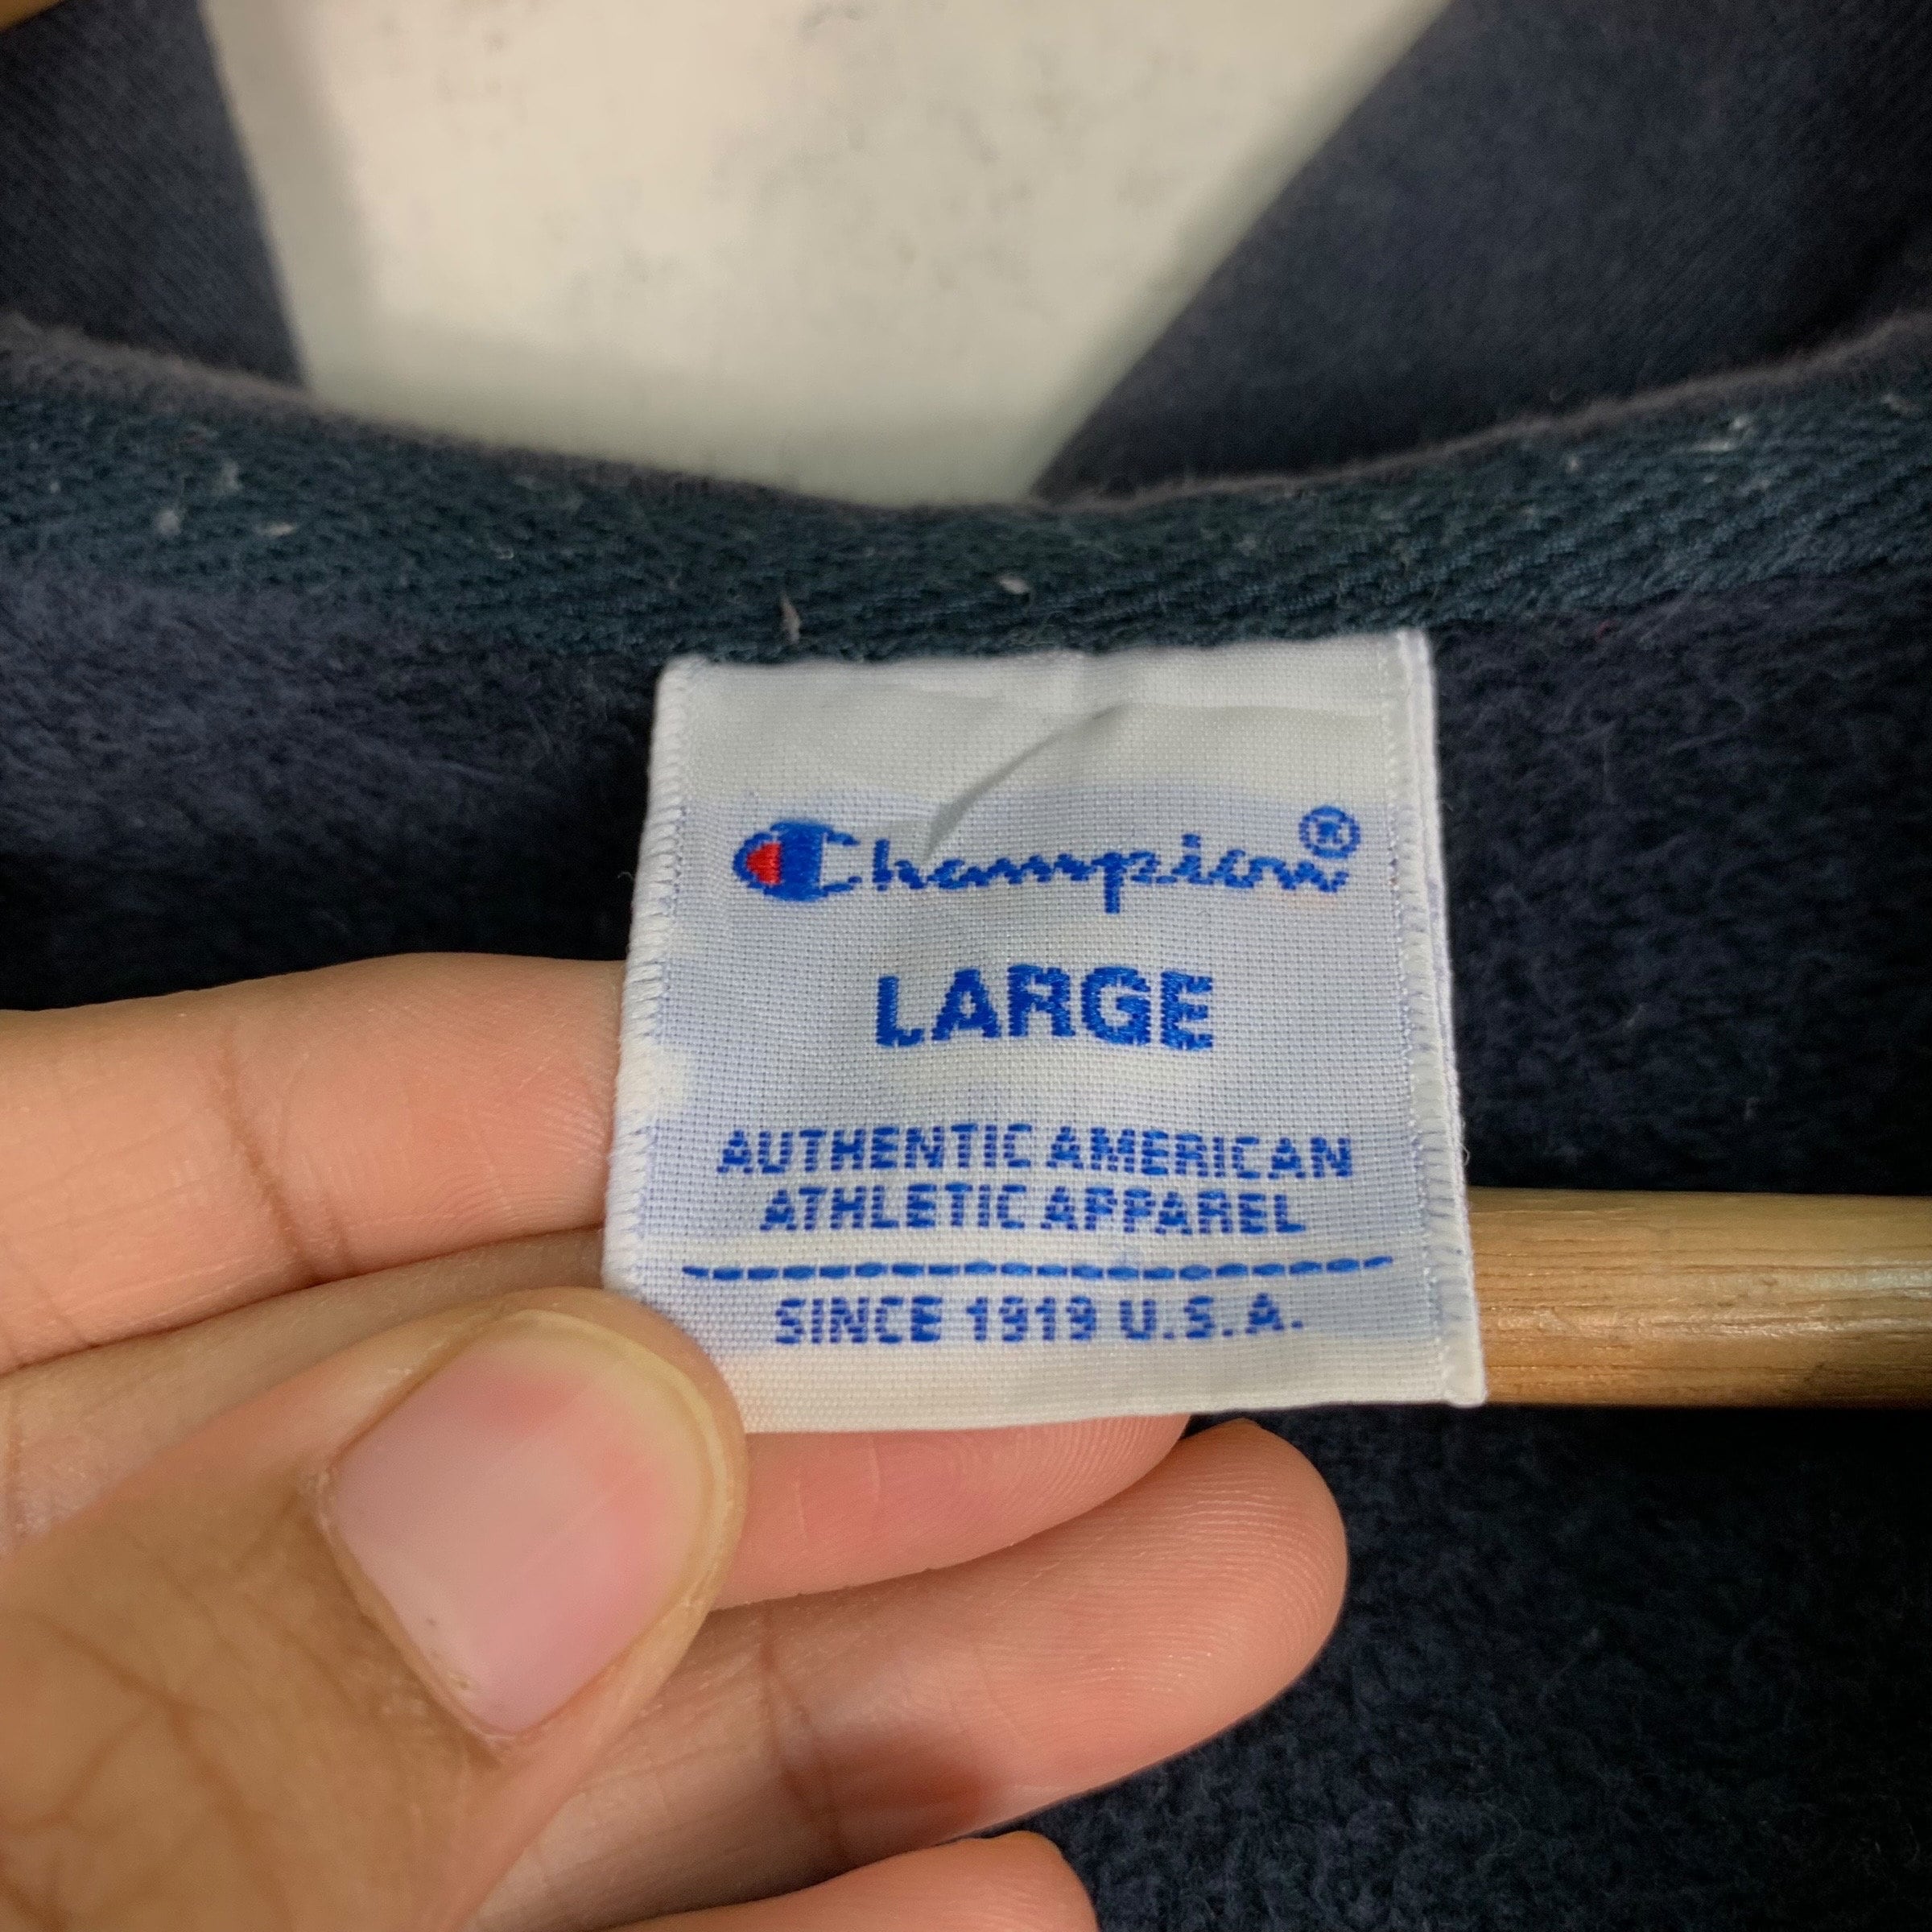 Champion®
LARGE
AUTHENTIC AMERICAN
ATHLETIC APPAREL
SINCE 1919 U.S.A.